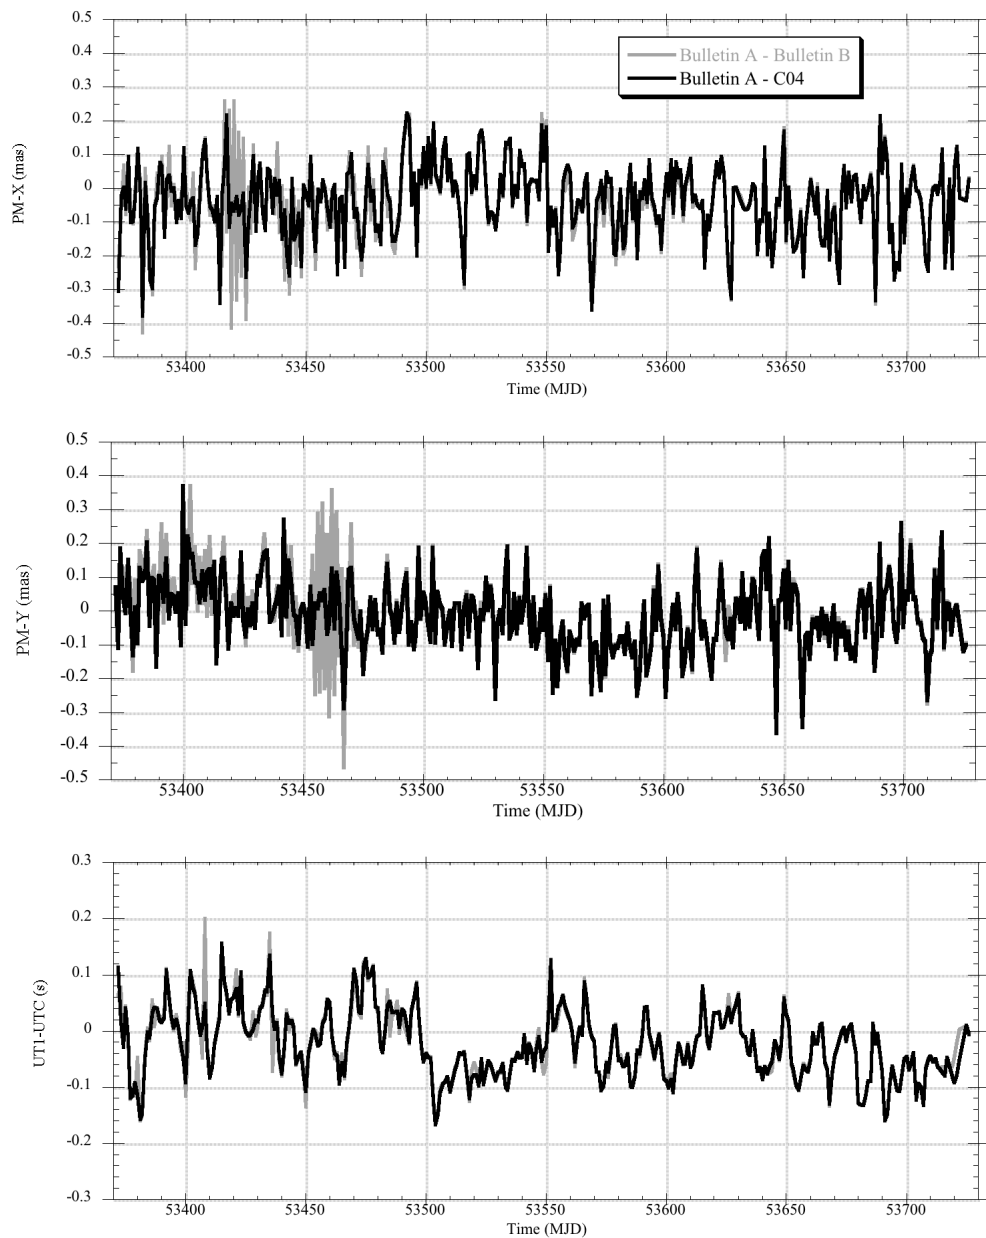 0.5
0.4
0.3
0.2
0.1
0
-0.1
-0.2
-0.3
-0.4
-0.5
PM-X (mas)
Bulletin A - Bulletin B
Bulletin A - C04
53400 53450 53500 53550 53600 53650 53700
Time (MJD)
0.5
0.4
0.3
0.2
0.1
0
-0.1
-0.2
-0.3
-0.4
-0.5
PM-Y (mas)
53400 53450 53500 53550 53600 53650 53700
Time (MJD)
0.3
0.2
0.1
0
-0.1
-0.2
-0.3
UT1-UTC (s)
53400 53450 53500 53550 53600 53650 53700
Time (MJD)